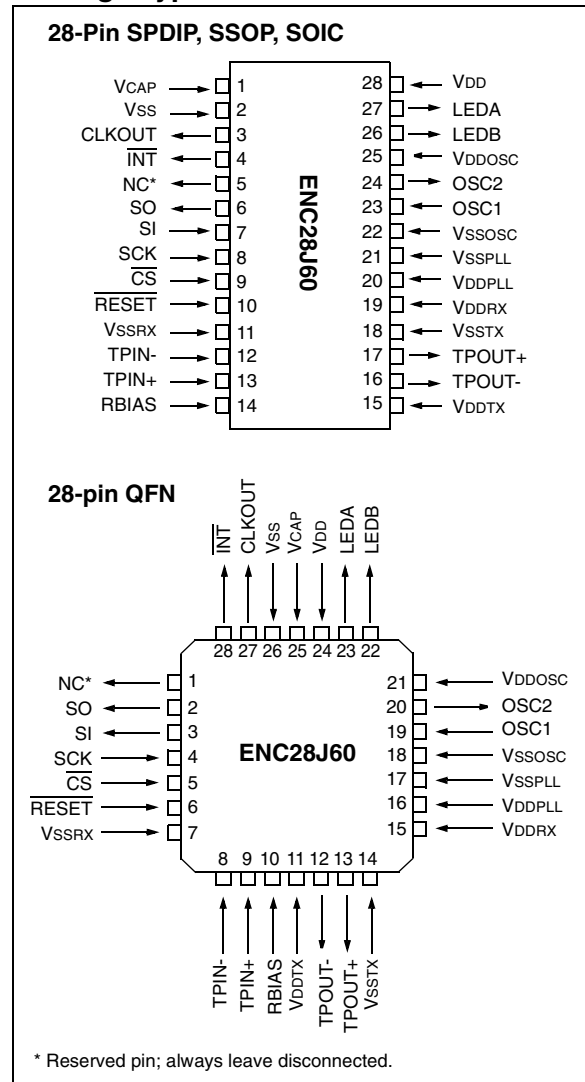 28-Pin SPDIP, SSOP, SOIC
VCAP 1 28 VDD
VSS 2 27 LEDA
CLKOUT 3 26 LEDB
INT 4 25 VDDOSC
NC* 5 24 OSC2
SO 6 23 OSC1
SI 7 22 VSSOSC
SCK 8 21 VSSPLL
CS 9 20 VDDPLL
RESET 10 19 VDDRX
VSSRX 11 18 VSSTX
TPIN- 12 17 TPOUT+
TPIN+ 13 16 TPOUT-
RBIAS 14 15 VDDTX
ENC28J60
28-pin QFN
INT CLKOUT VSS VCAP VDD LEDA LEDB
28 27 26 25 24 23 22
NC* 1 21 VDDOSC
SO 2 20 OSC2
SI 3 19 OSC1
SCK 4 18 VSSOSC
CS 5 17 VSSPLL
RESET 6 16 VDDPLL
VSSRX 7 15 VDDRX
ENC28J60
8 9 10 11 12 13 14
TPIN- TPIN+ RBIAS VDDTX TPOUT- TPOUT+ VSSTX
* Reserved pin; always leave disconnected.